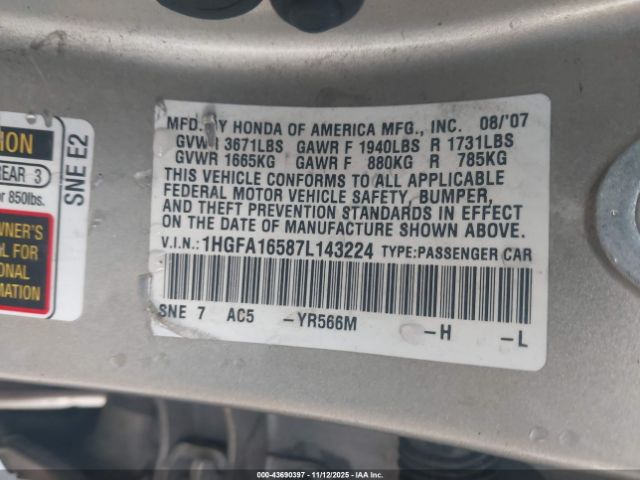 MFD. BY HONDA OF AMERICA MFG., INC. 08/'07
GVWR 3671LBS GAWR F 1940LBS R 1731LBS
GVWR 1665KG GAWR F 880KG R 785KG
THIS VEHICLE CONFORMS TO ALL APPLICABLE
FEDERAL MOTOR VEHICLE SAFETY, BUMPER,
AND THEFT PREVENTION STANDARDS IN EFFECT
ON THE DATE OF MANUFACTURE SHOWN ABOVE.
V.I.N.:1HGFA16587L143224 TYPE:PASSENGER CAR
SNE 7 AC5 -YR566M -H -L
REAR 3
850lbs.
SNE E2
000-43690397 - 11/12/2025 - IAA Inc.